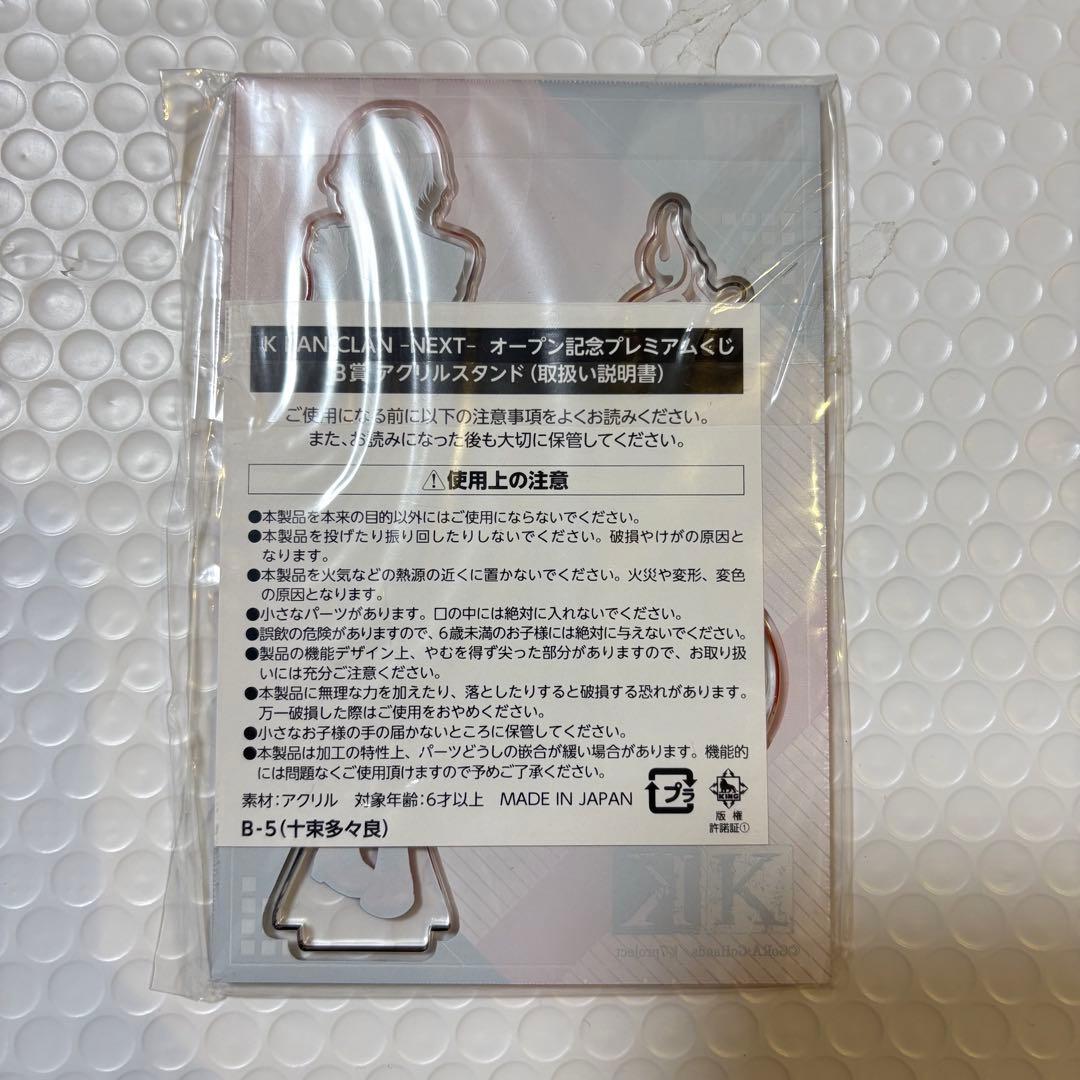 K FAN CLAN -NEXT- オープン記念プレミアムくじ
B賞 アクリルスタンド（取扱い説明書）
ご使用になる前に以下の注意事項をよくお読みください。
また、お読みになった後も大切に保管してください。
⚠使用上の注意
●本製品を本来の目的以外にはご使用にならないでください。
●本製品を投げたり振り回したりしないでください。破損やけがの原因と
なります。
●本製品を火気などの熱源の近くに置かないでください。火災や変形、変色
の原因となります。
●小さなパーツがあります。口の中には絶対に入れないでください。
●誤飲の危険がありますので、6歳未満のお子様には絶対に与えないでください。
●製品の機能デザイン上、やむを得ず尖った部分がありますので、お取り扱
いには充分ご注意ください。
●本製品に無理な力を加えたり、落としたりすると破損する恐れがあります。
万一破損した際はご使用をおやめください。
●小さなお子様の手の届かないところに保管してください。
●本製品は加工の特性上、パーツどうしの嵌合が緩い場合があります。機能的
には問題なくご使用頂けますので予めご了承ください。
素材：アクリル 対象年齢：6才以上 MADE IN JAPAN
プラ
KING
版権
許諾証①
B-5（十束多々良）
K
©GoRA・GoHands／k-7project